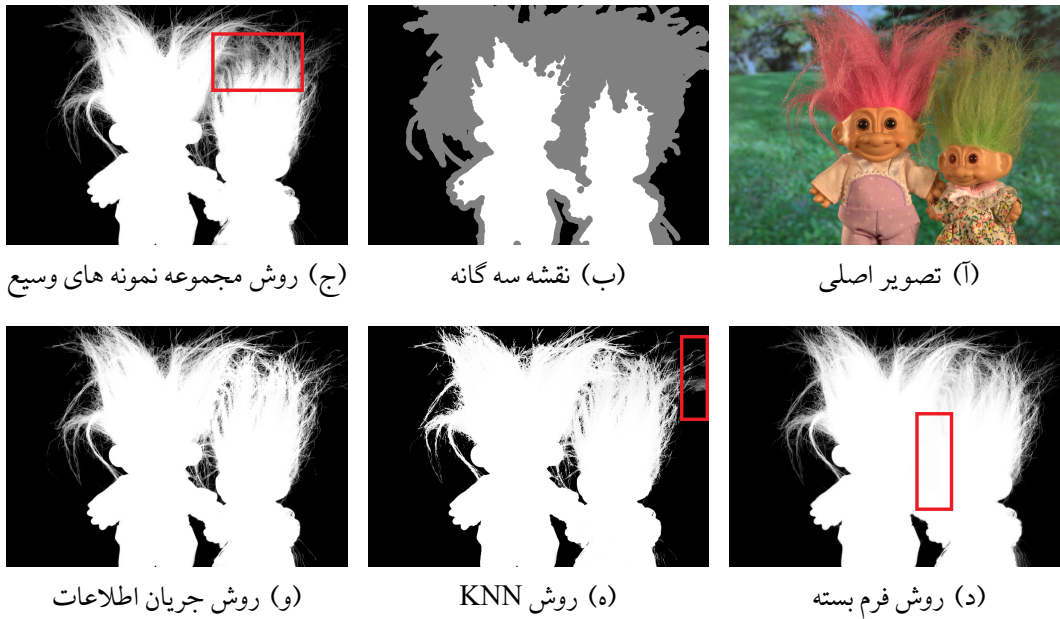 (آ) تصویر اصلی
(ب) نقشه سه گانه
(ج) روش مجموعه نمونه های وسیع
(د) روش فرم بسته
(ه) روش KNN
(و) روش جریان اطلاعات